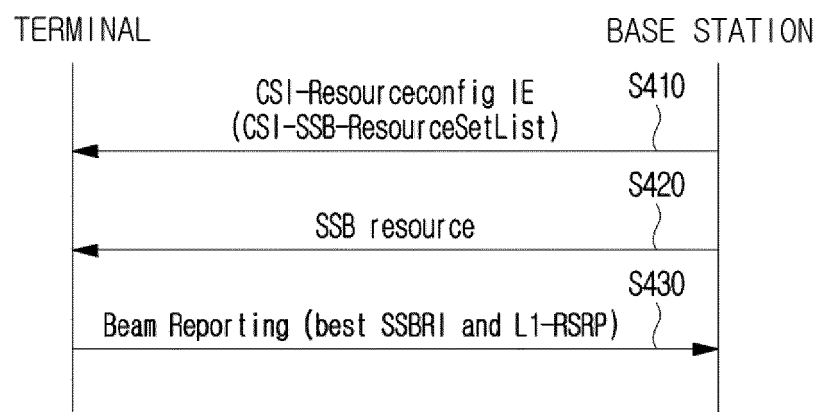 TERMINAL
BASE STATION
CSI-Resourceconfig IE
(CSI-SSB-ResourceSetList)
S410
SSB resource
S420
Beam Reporting (best SSBRI and L1-RSRP)
S430